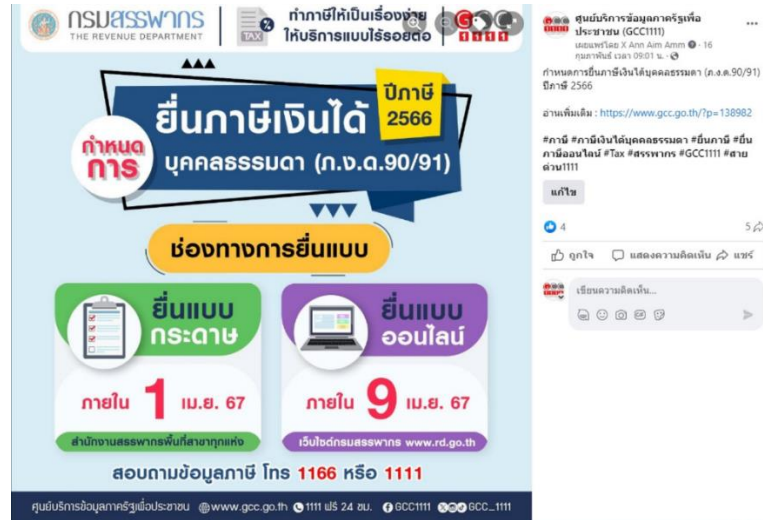 กรมสรรพากร
THE REVENUE DEPARTMENT
TAX
ทำภาษีให้เป็นเรื่องง่าย
ให้บริการแบบไร้รอยต่อ
1111
กำหนด
การ
ยื่นภาษีเงินได้
บุคคลธรรมดา (ภ.ง.ด.90/91)
ปีภาษี
2566
ช่องทางการยื่นแบบ
ยื่นแบบ
กระดาษ
ภายใน 1 เม.ย. 67
สำนักงานสรรพากรพื้นที่สาขาทุกแห่ง
ยื่นแบบ
ออนไลน์
ภายใน 9 เม.ย. 67
เว็บไซต์กรมสรรพากร www.rd.go.th
สอบถามข้อมูลภาษี โทร 1166 หรือ 1111
ศูนย์บริการข้อมูลภาครัฐเพื่อประชาชน www.gcc.go.th 1111 ฟรี 24 ชม. GCC1111 GCC_1111
ศูนย์บริการข้อมูลภาครัฐเพื่อ
ประชาชน (GCC1111)
เผยแพร่โดย X Ann Aim Amm · 16
กุมภาพันธ์ เวลา 09:01 น. ·
กำหนดการยื่นภาษีเงินได้บุคคลธรรมดา (ภ.ง.ด.90/91)
ปีภาษี 2566
อ่านเพิ่มเติม : https://www.gcc.go.th/?p=138982
#ภาษี #ภาษีเงินได้บุคคลธรรมดา #ยื่นภาษี #ยื่น
ภาษีออนไลน์ #Tax #สรรพากร #GCC1111 #สาย
ด่วน1111
แก้ไข
4
5
ถูกใจ แสดงความคิดเห็น แชร์
เขียนความคิดเห็น...